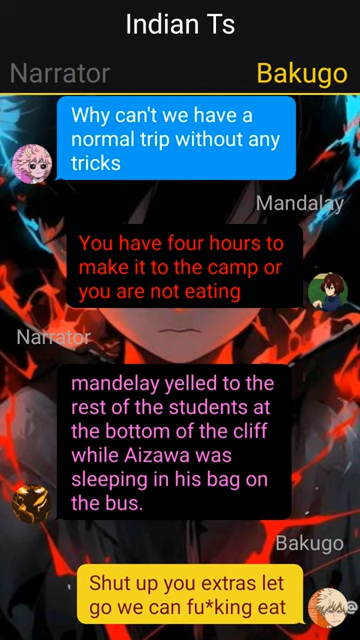 Indian Ts
Narrator
Bakugo
Why can't we have a
normal trip without any
tricks
Mandalay
You have four hours to
make it to the camp or
you are not eating
Narrator
mandelay yelled to the
rest of the students at
the bottom of the cliff
while Aizawa was
sleeping in his bag on
the bus.
Bakugo
Shut up you extras let
go we can fu*king eat